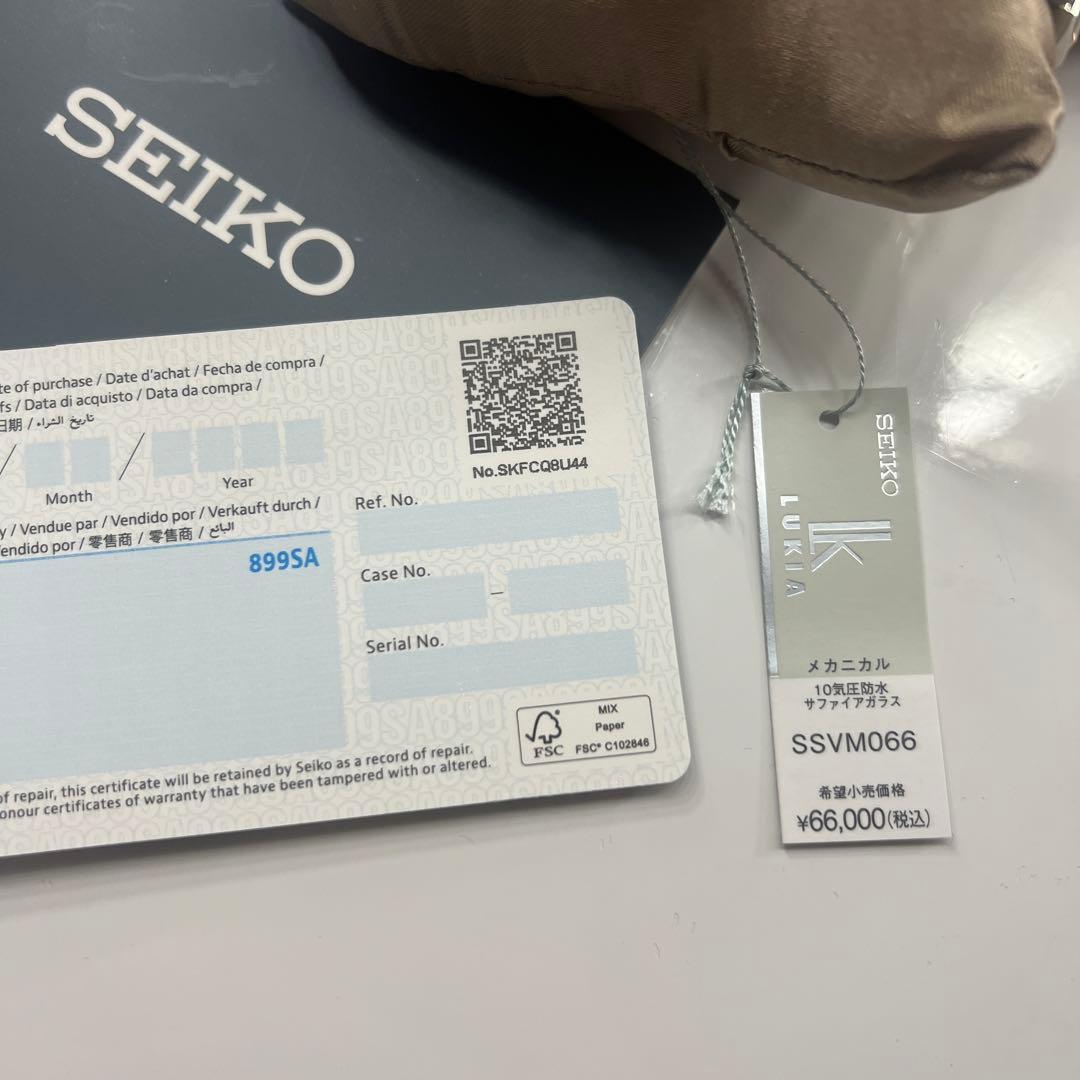 SEIKO
te of purchase / Date d'achat / Fecha de compra /
fs / Data di acquisto / Data da compra /
日期 / تاريخ الشراء
/ /
Month
Year
y / Vendue par / Vendido por / Verkauft durch /
endido por / 零售商 / 零售商 / البائع
899SA
No.SKFCQ8U44
Ref. No.
Case No.
–
Serial No.
FSC
MIX
Paper
FSC® C102846
of repair, this certificate will be retained by Seiko as a record of repair.
onour certificates of warranty that have been tampered with or altered.
SEIKO
LK
LUKIA
メカニカル
10気圧防水
サファイアガラス
SSVM066
希望小売価格
¥66,000(税込)